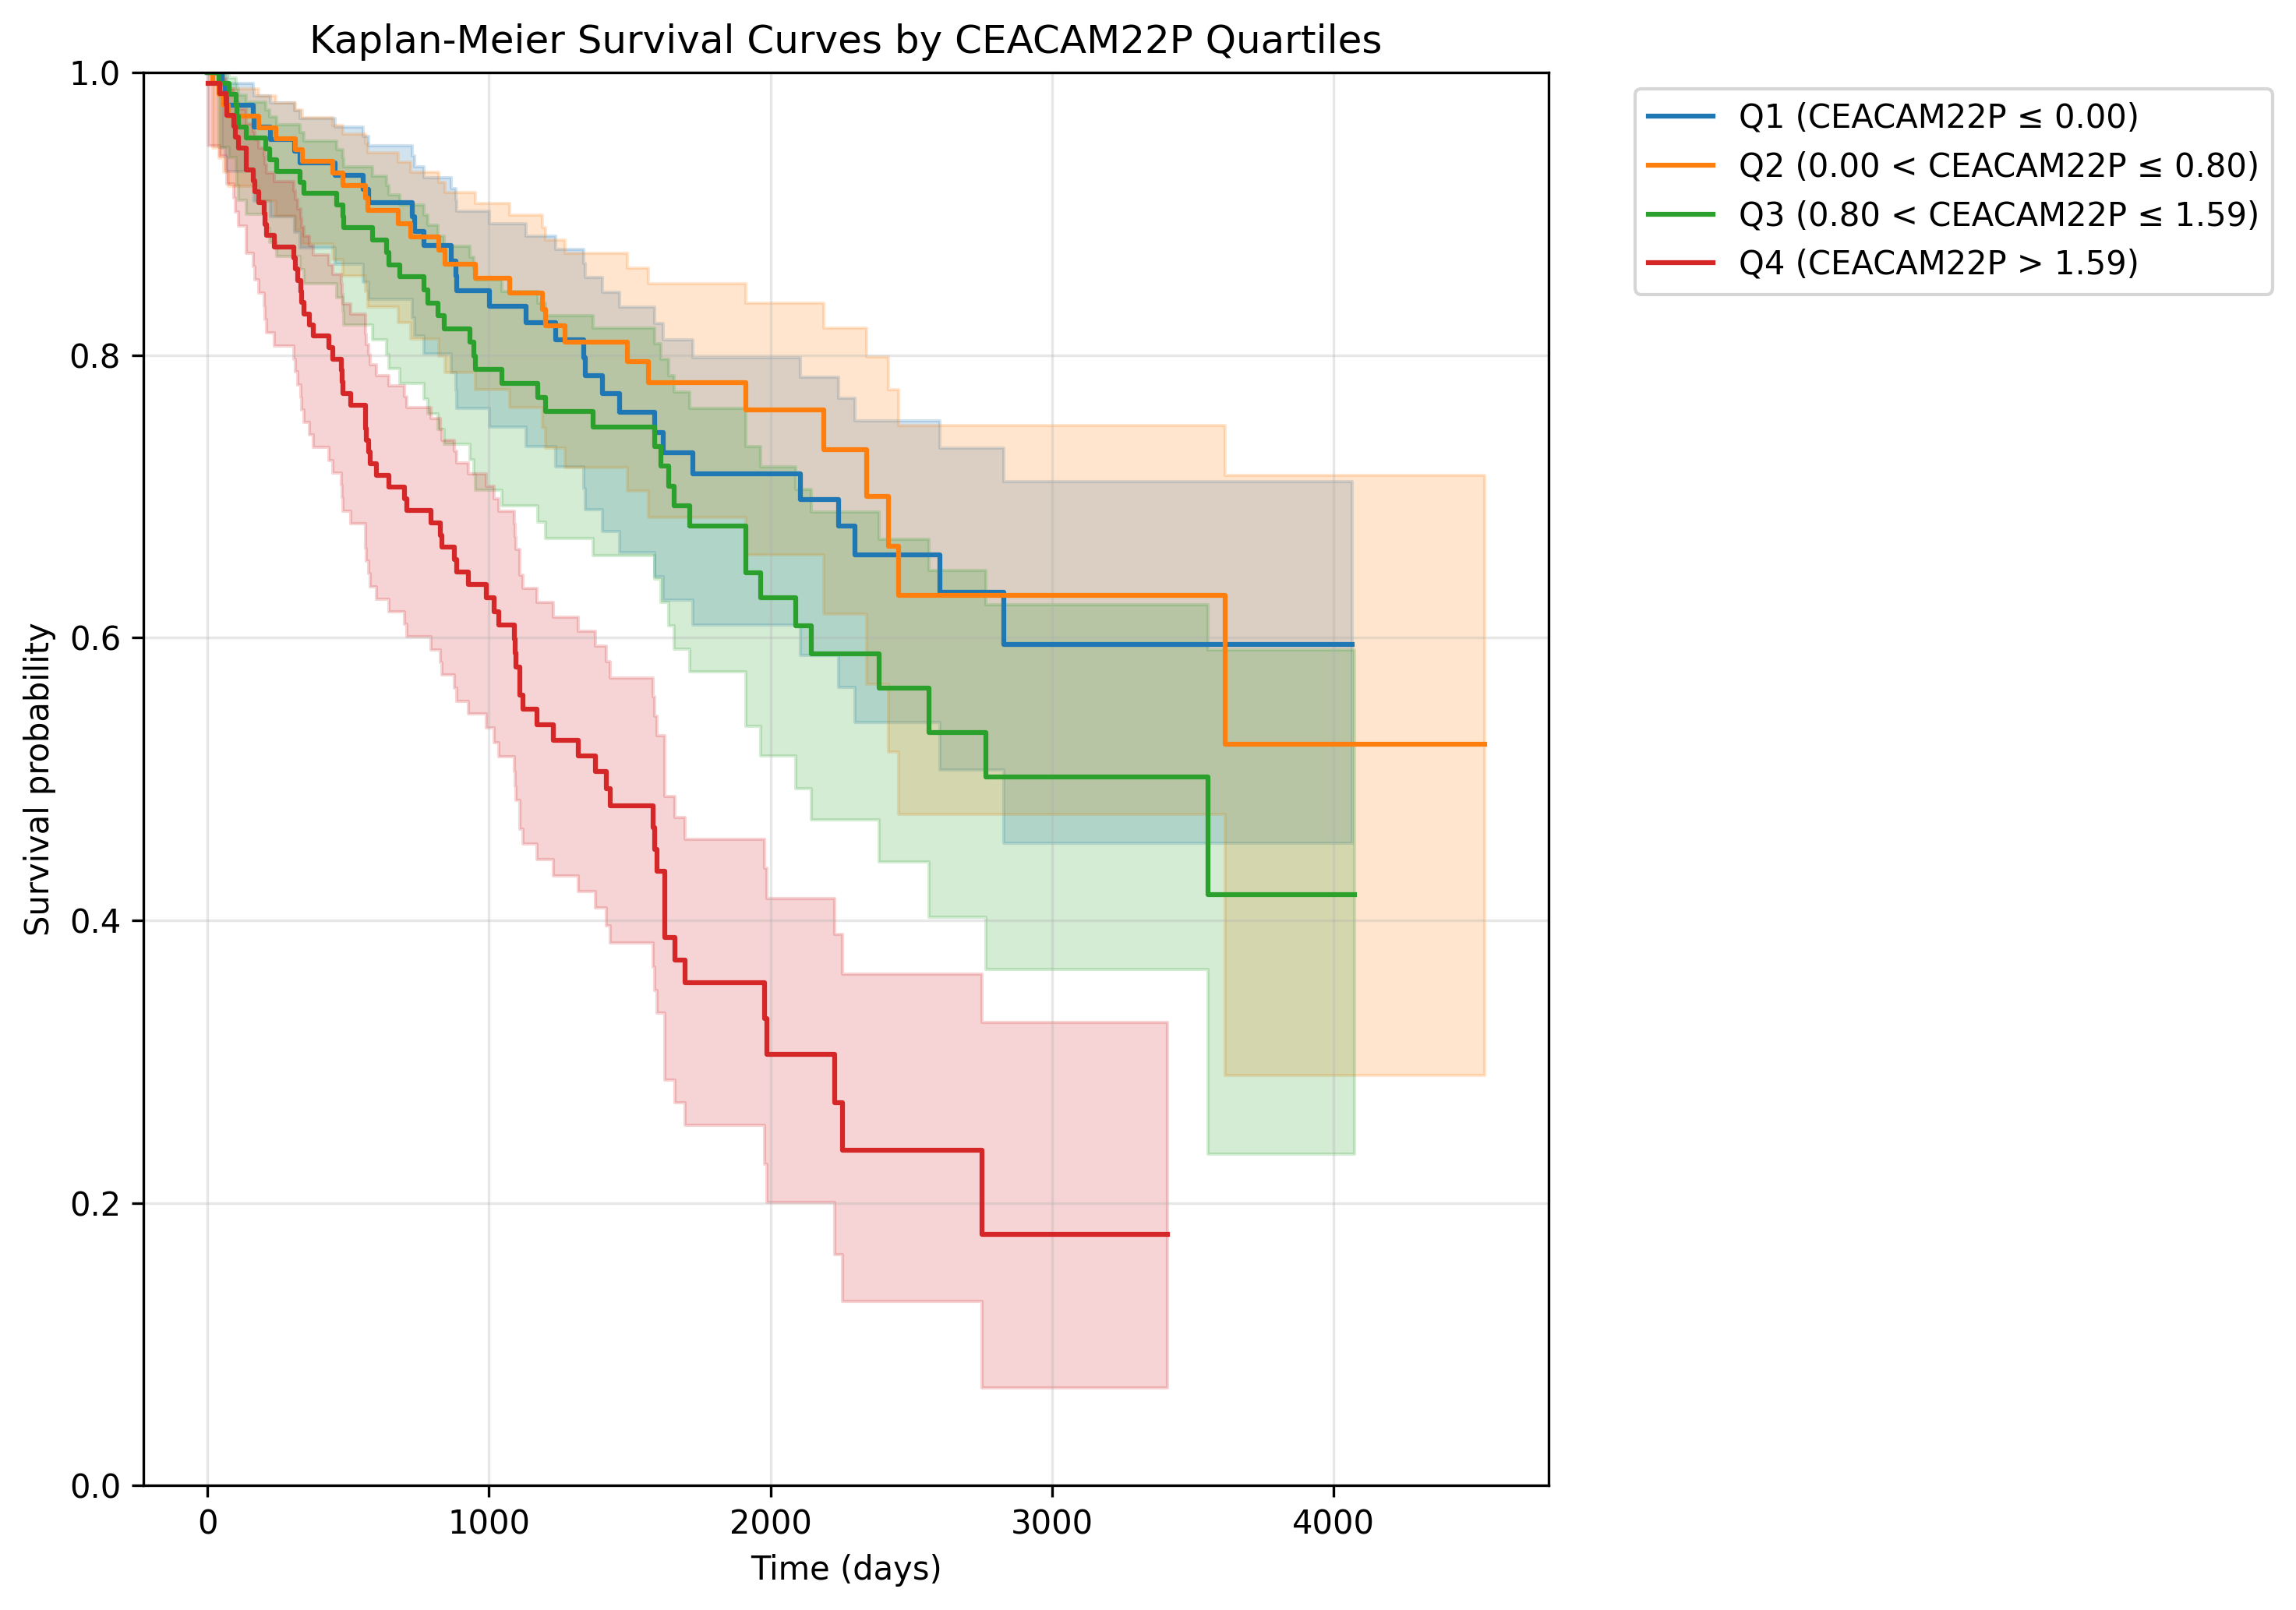 Kaplan-Meier Survival Curves by CEACAM22P Quartiles
1.0
0.8
0.6
0.4
0.2
0.0
Survival probability
0 1000 2000 3000 4000
Time (days)
Q1 (CEACAM22P ≤ 0.00)
Q2 (0.00 < CEACAM22P ≤ 0.80)
Q3 (0.80 < CEACAM22P ≤ 1.59)
Q4 (CEACAM22P > 1.59)